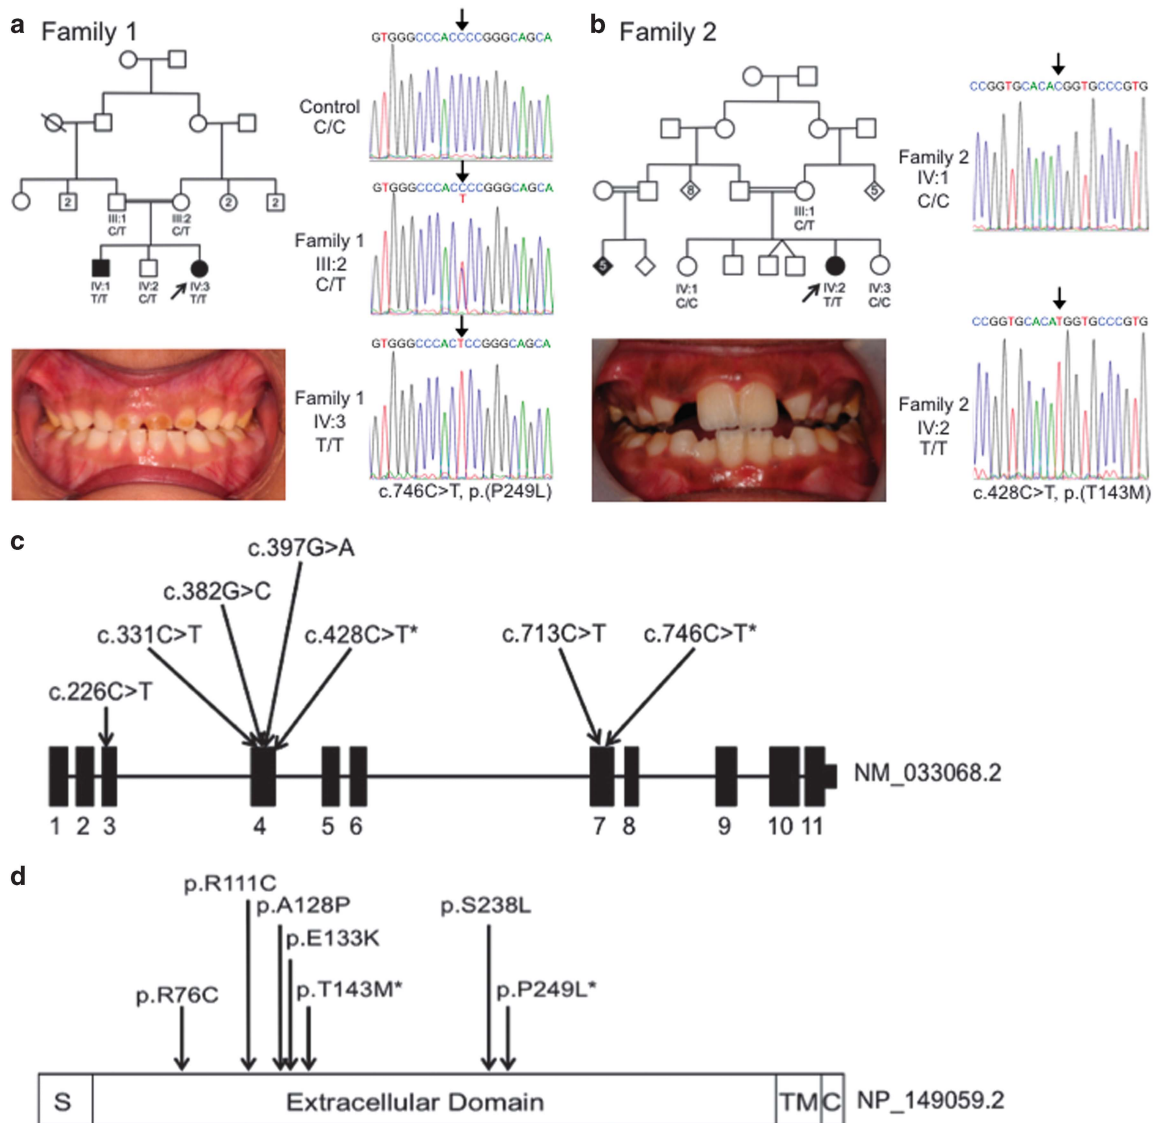 a Family 1
GTGGGCCCACCCCGGGCAGCA
Control
C/C
GTGGGCCCACCCCGGGCAGCA
T
Family 1
III:2
C/T
GTGGGCCCACTCCGGGCAGCA
Family 1
IV:3
T/T
c.746C>T, p.(P249L)
2
2
2
III:1
C/T
III:2
C/T
IV:1
T/T
IV:2
C/T
IV:3
T/T
b Family 2
8
5
III:1
C/T
5
IV:1
C/C
IV:2
T/T
IV:3
C/C
CCGGTGCACACGGTGCCCGTG
Family 2
IV:1
C/C
CCGGTGCACATGGTGCCCGTG
Family 2
IV:2
T/T
c.428C>T, p.(T143M)
c
c.397G>A
c.382G>C
c.331C>T
c.428C>T*
c.713C>T
c.746C>T*
c.226C>T
NM_033068.2
1 2 3 4 5 6 7 8 9 10 11
d
p.R111C
p.A128P
p.S238L
p.E133K
p.R76C
p.T143M*
p.P249L*
S Extracellular Domain TM C NP_149059.2